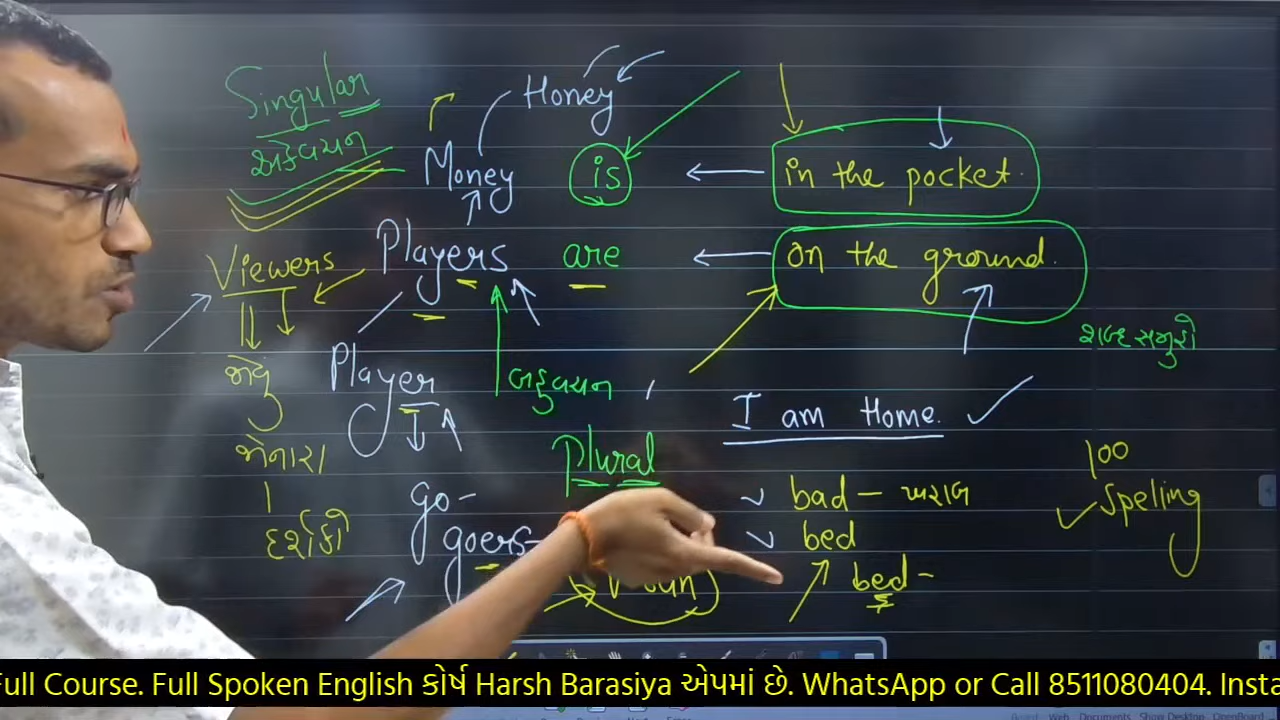 Singular
એકવચન
Honey
Money is in the pocket.
Players are on the ground.
Viewers
જોવુ
જોનારા
દર્શકો
Player
બહુવચન
Plural
શબ્દ સમુહો
I am Home.
go-
goers-
bad - ખરાબ
bed
bed -
100
Speling
Full Course. Full Spoken English કોર્ષ Harsh Barasiya એપમાં છે. WhatsApp or Call 8511080404. Insta